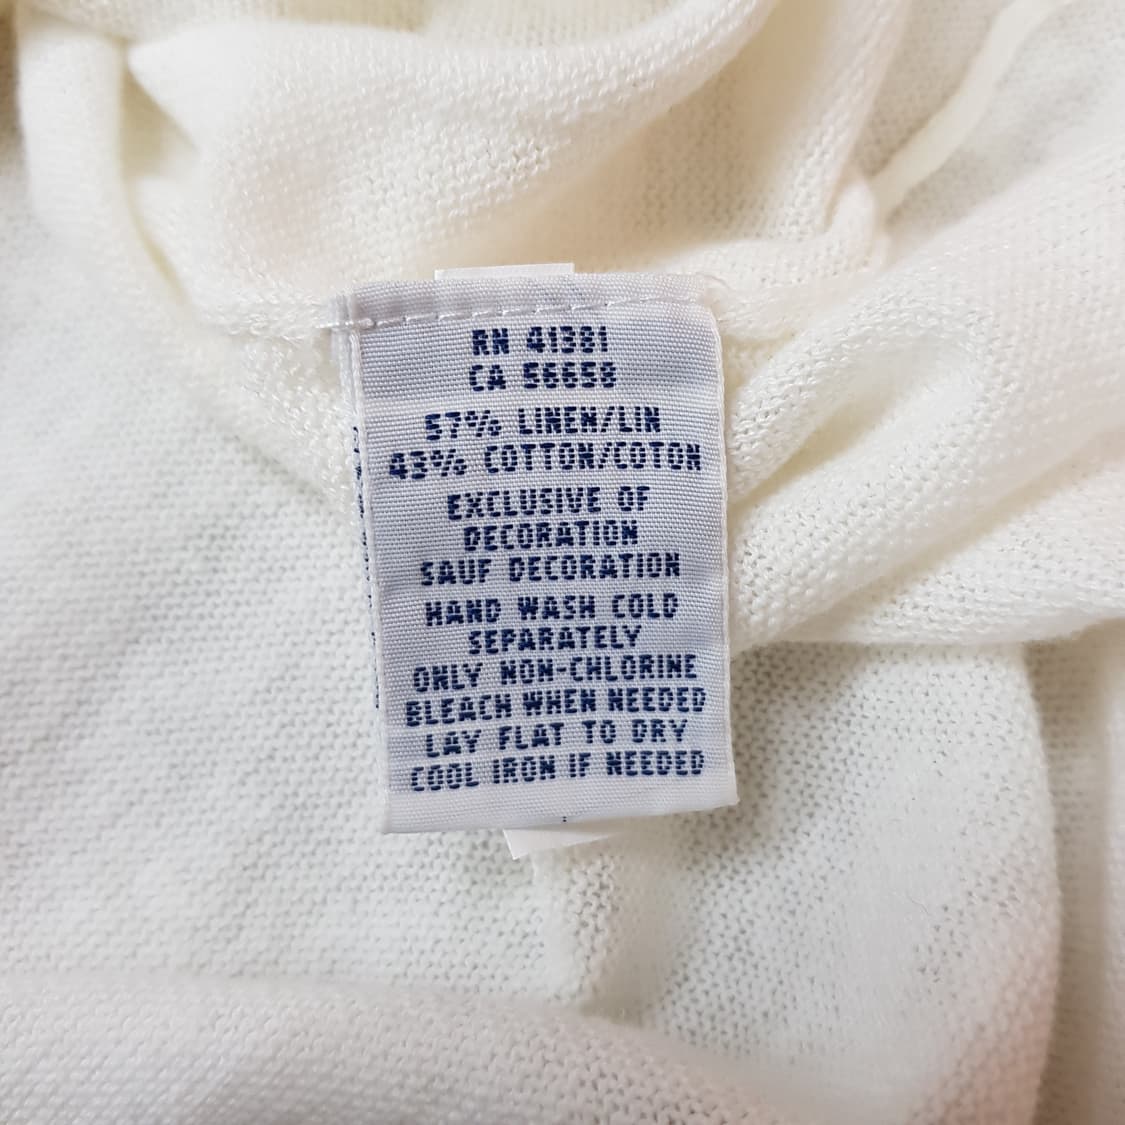 RN 41381
CA 56658
57% LINEN/LIN
43% COTTON/COTON
EXCLUSIVE OF
DECORATION
SAUF DECORATION
HAND WASH COLD
SEPARATELY
ONLY NON-CHLORINE
BLEACH WHEN NEEDED
LAY FLAT TO DRY
COOL IRON IF NEEDED